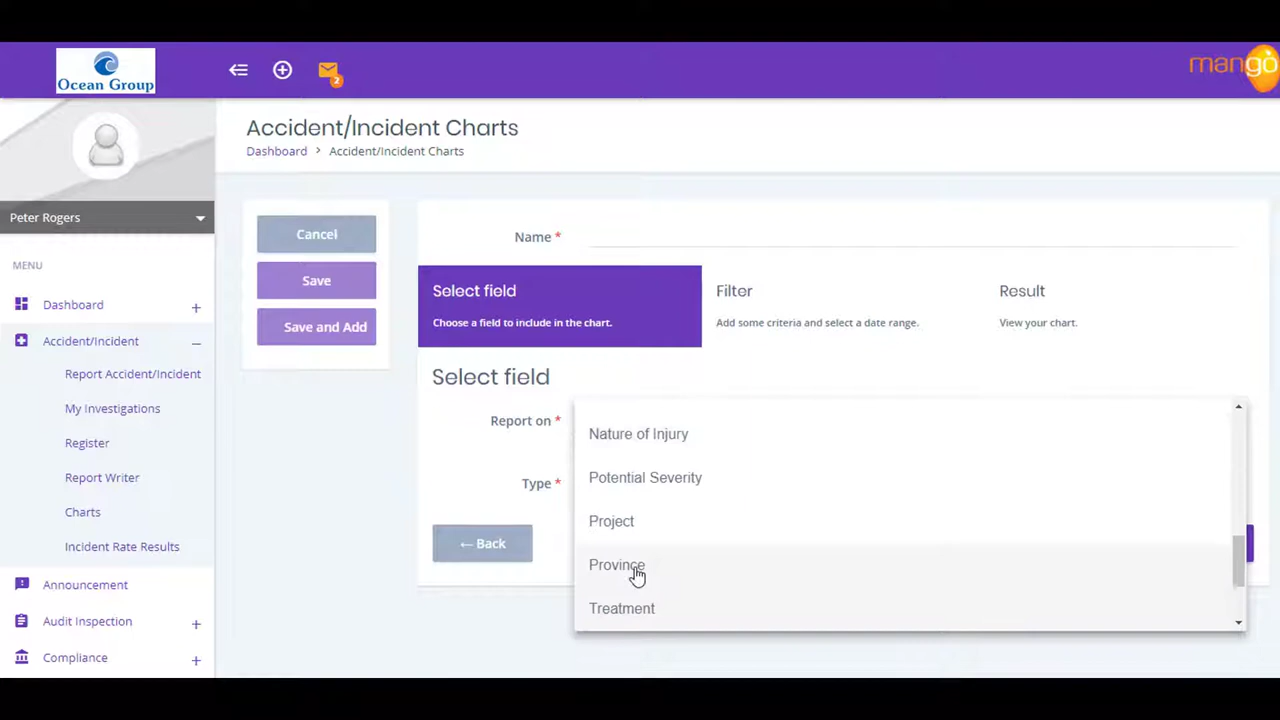 Ocean Group
2
mango
Accident/Incident Charts
Dashboard > Accident/Incident Charts
Peter Rogers
Cancel
Save
Save and Add
Name *
MENU
Dashboard +
Accident/Incident –
Report Accident/Incident
My Investigations
Register
Report Writer
Charts
Incident Rate Results
Announcement
Audit Inspection +
Compliance +
Select field
Choose a field to include in the chart.
Filter
Add some criteria and select a date range.
Result
View your chart.
Select field
Report on *
Type *
← Back
Nature of Injury
Potential Severity
Project
Province
Treatment